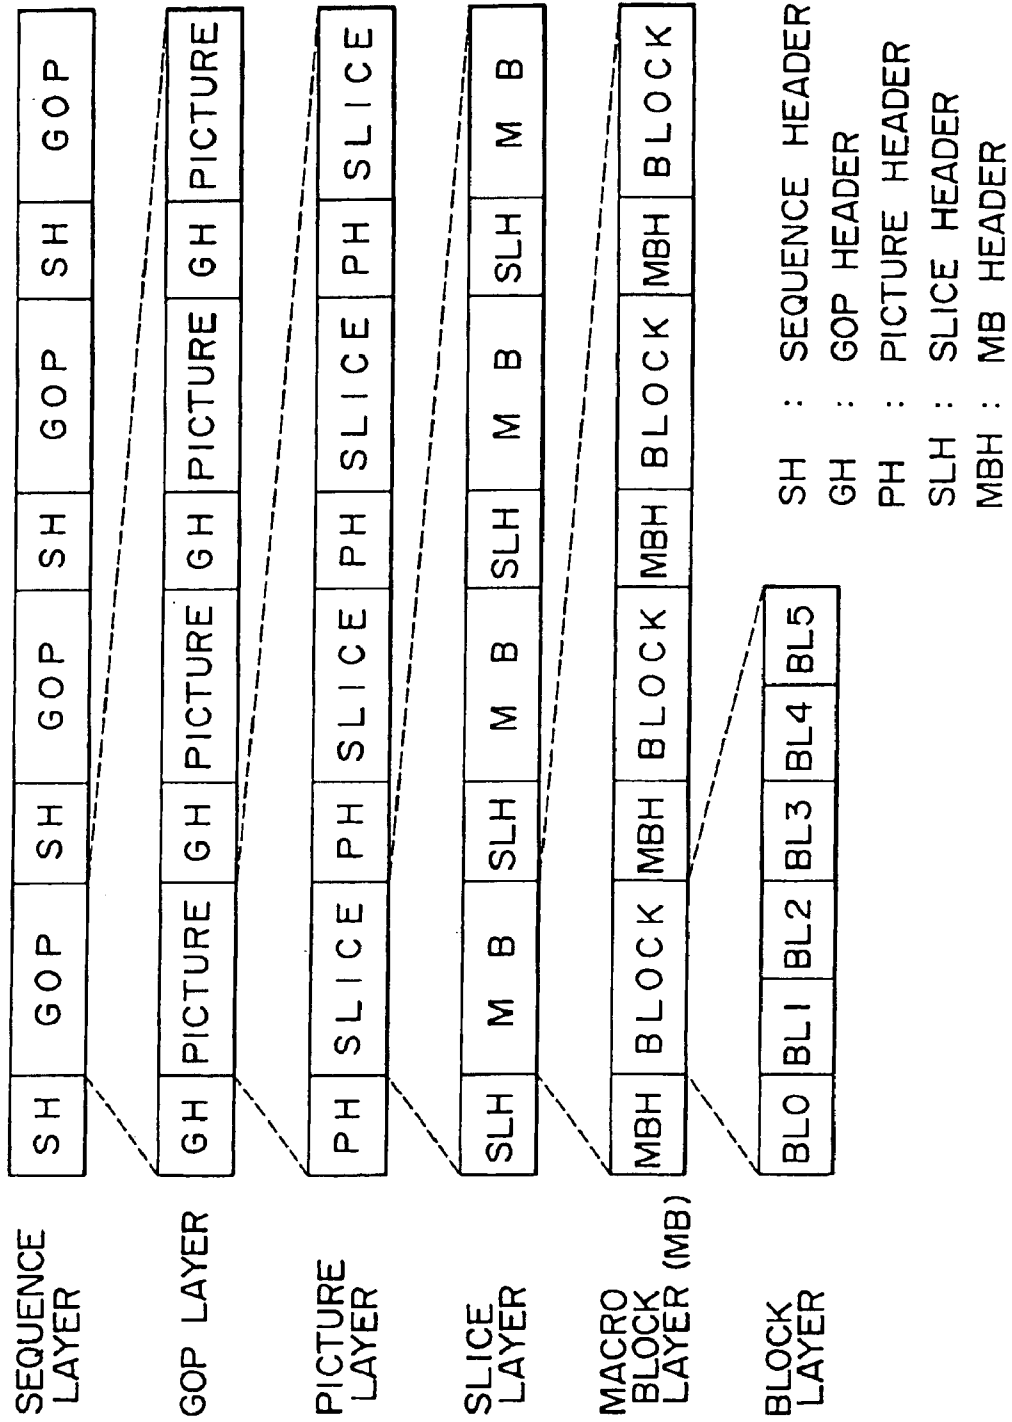 SEQUENCE
LAYER
SH GOP SH GOP SH GOP SH GOP
GOP LAYER
GH PICTURE GH PICTURE GH PICTURE GH PICTURE
PICTURE
LAYER
PH SLICE PH SLICE PH SLICE PH SLICE
SLICE
LAYER
SLH M B SLH M B SLH M B SLH M B
MACRO
BLOCK
LAYER (MB)
MBH BLOCK MBH BLOCK MBH BLOCK MBH BLOCK
BLOCK
LAYER
BL0 BL1 BL2 BL3 BL4 BL5
SH : SEQUENCE HEADER
GH : GOP HEADER
PH : PICTURE HEADER
SLH : SLICE HEADER
MBH : MB HEADER